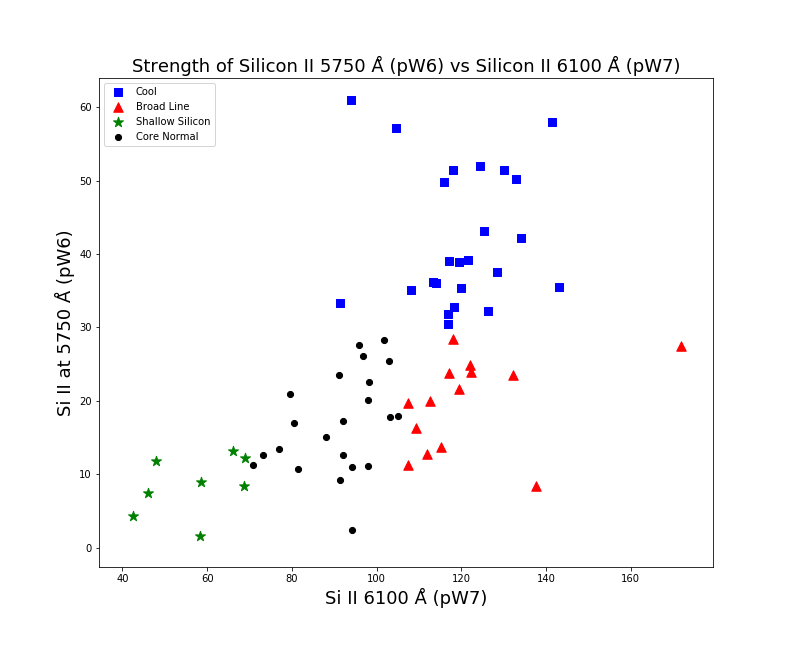 Strength of Silicon II 5750 Å (pW6) vs Silicon II 6100 Å (pW7)
Cool
Broad Line
Shallow Silicon
Core Normal
60
50
40
30
20
10
0
Si II at 5750 Å (pW6)
40 60 80 100 120 140 160
Si II 6100 Å (pW7)